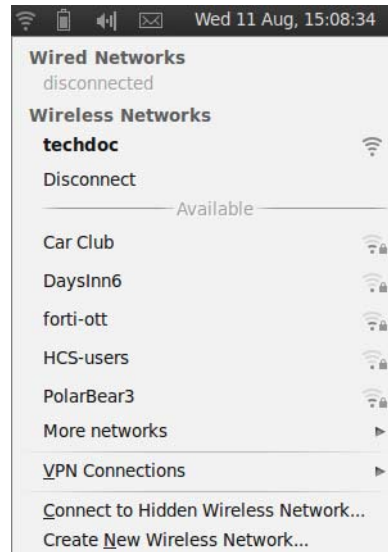 Wed 11 Aug, 15:08:34
Wired Networks
disconnected
Wireless Networks
techdoc
Disconnect
Available
Car Club
DaysInn6
forti-ott
HCS-users
PolarBear3
More networks
VPN Connections
Connect to Hidden Wireless Network...
Create New Wireless Network...